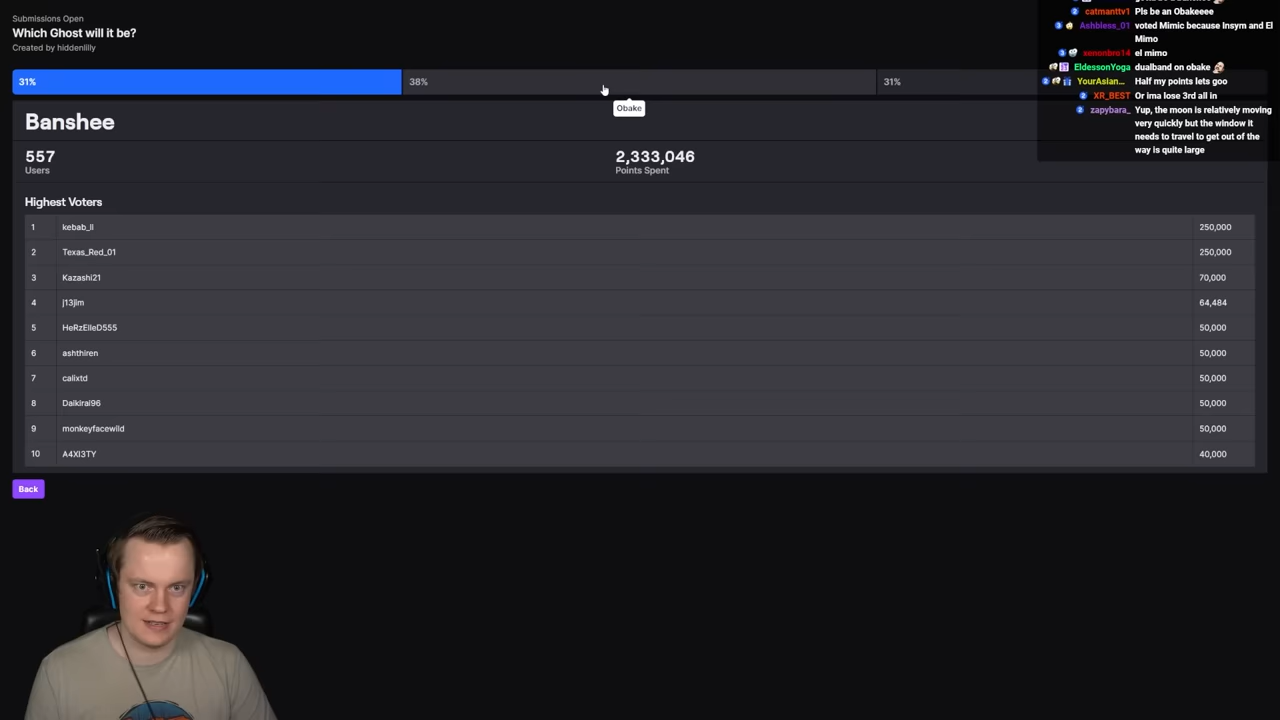 Submissions Open
Which Ghost will it be?
Created by hiddenlilly
31%
38%
31%
Obake
Banshee
557
Users
2,333,046
Points Spent
Highest Voters
1 kebab_li 250,000
2 Texas_Red_01 250,000
3 Kazashi21 70,000
4 j13jim 64,484
5 HeRzEIleD555 50,000
6 ashthiren 50,000
7 calixtd 50,000
8 Daikirai96 50,000
9 monkeyfacewild 50,000
10 A4XI3TY 40,000
Back
catmanttv1 Pls be an Obakeeee
Ashbless_01 voted Mimic because Insym and El
Mimo
xenonbro14 el mimo
EldessonYoga dualband on obake
YourAsian... Half my points lets goo
XR_BEST Or ima lose 3rd all in
zapybara_ Yup, the moon is relatively moving
very quickly but the window it
needs to travel to get out of the
way is quite large